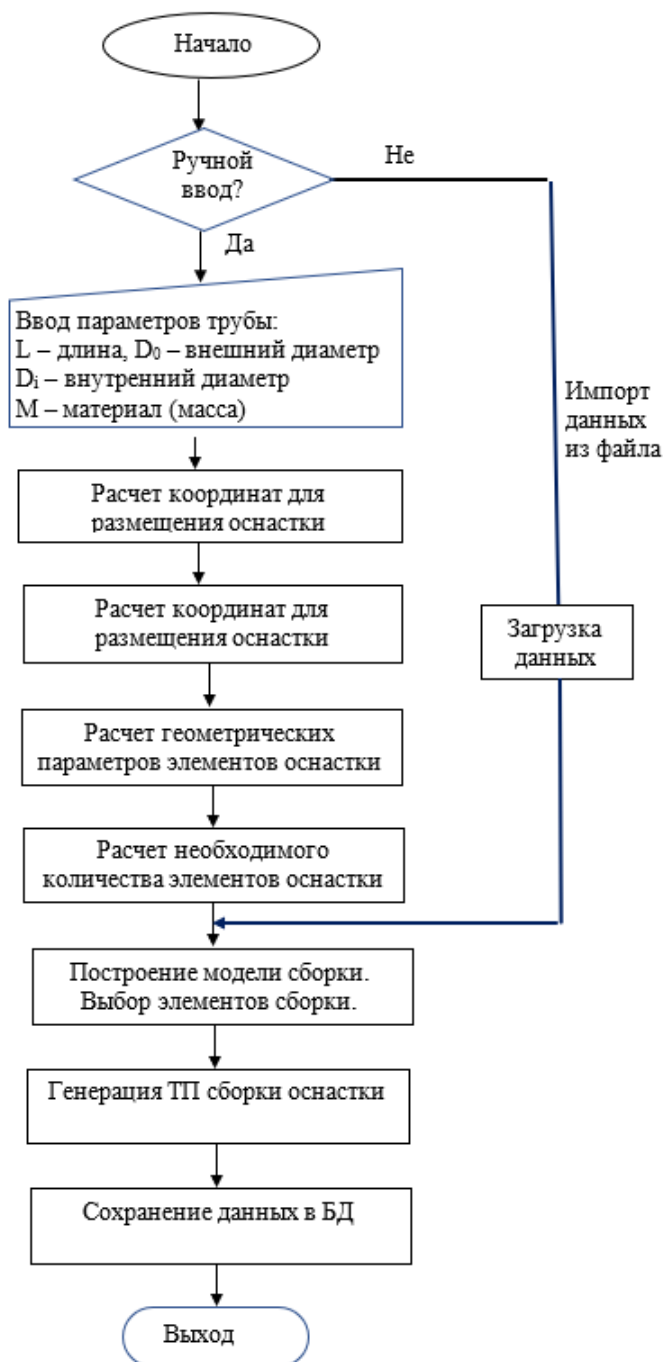 Начало
Ручной
ввод?
Не
Да
Ввод параметров трубы:
L – длина, D₀ – внешний диаметр
Dᵢ – внутренний диаметр
М – материал (масса)
Импорт
данных
из файла
Расчет координат для
размещения оснастки
Расчет координат для
размещения оснастки
Загрузка
данных
Расчет геометрических
параметров элементов оснастки
Расчет необходимого
количества элементов оснастки
Построение модели сборки.
Выбор элементов сборки.
Генерация ТП сборки оснастки
Сохранение данных в БД
Выход